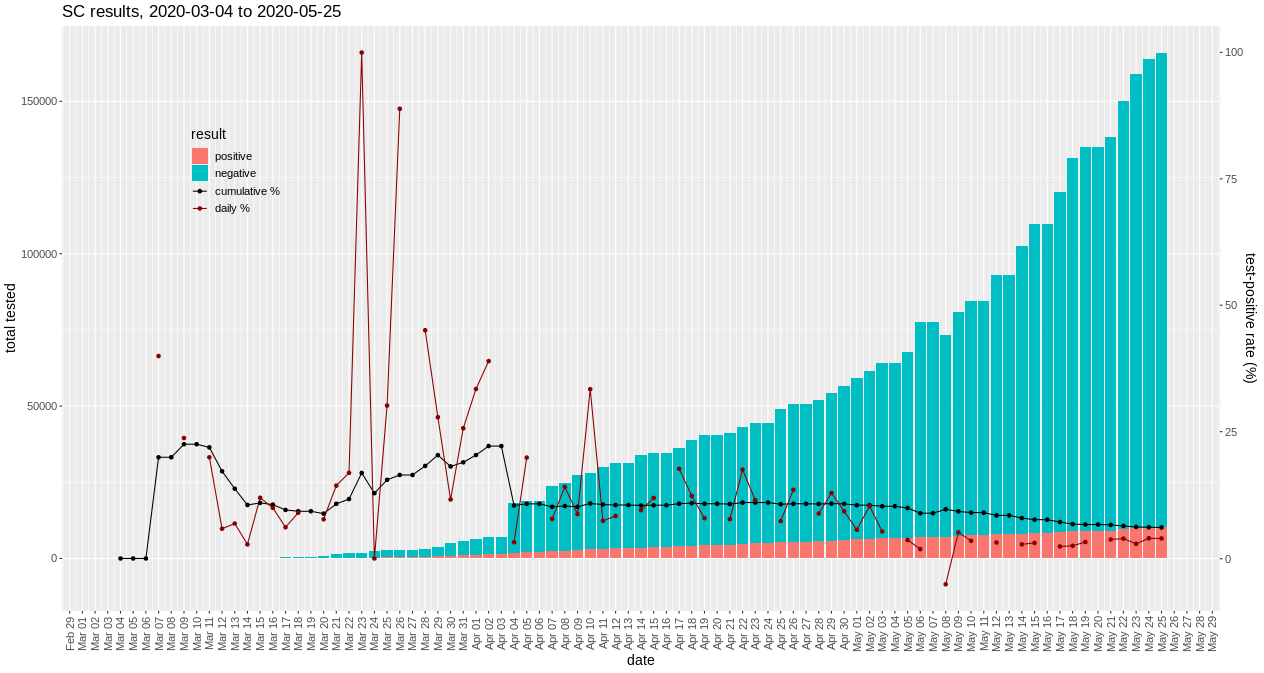 SC results, 2020-03-04 to 2020-05-25
total tested
150000
100000
50000
0
result
positive
negative
cumulative %
daily %
100
75
50
25
0
test-positive rate (%)
Feb 29
Mar 01
Mar 02
Mar 03
Mar 04
Mar 05
Mar 06
Mar 07
Mar 08
Mar 09
Mar 10
Mar 11
Mar 12
Mar 13
Mar 14
Mar 15
Mar 16
Mar 17
Mar 18
Mar 19
Mar 20
Mar 21
Mar 22
Mar 23
Mar 24
Mar 25
Mar 26
Mar 27
Mar 28
Mar 29
Mar 30
Mar 31
Apr 01
Apr 02
Apr 03
Apr 04
Apr 05
Apr 06
Apr 07
Apr 08
Apr 09
Apr 10
Apr 11
Apr 12
Apr 13
Apr 14
Apr 15
Apr 16
Apr 17
Apr 18
Apr 19
Apr 20
Apr 21
Apr 22
Apr 23
Apr 24
Apr 25
Apr 26
Apr 27
Apr 28
Apr 29
Apr 30
May 01
May 02
May 03
May 04
May 05
May 06
May 07
May 08
May 09
May 10
May 11
May 12
May 13
May 14
May 15
May 16
May 17
May 18
May 19
May 20
May 21
May 22
May 23
May 24
May 25
May 26
May 27
May 28
May 29
date